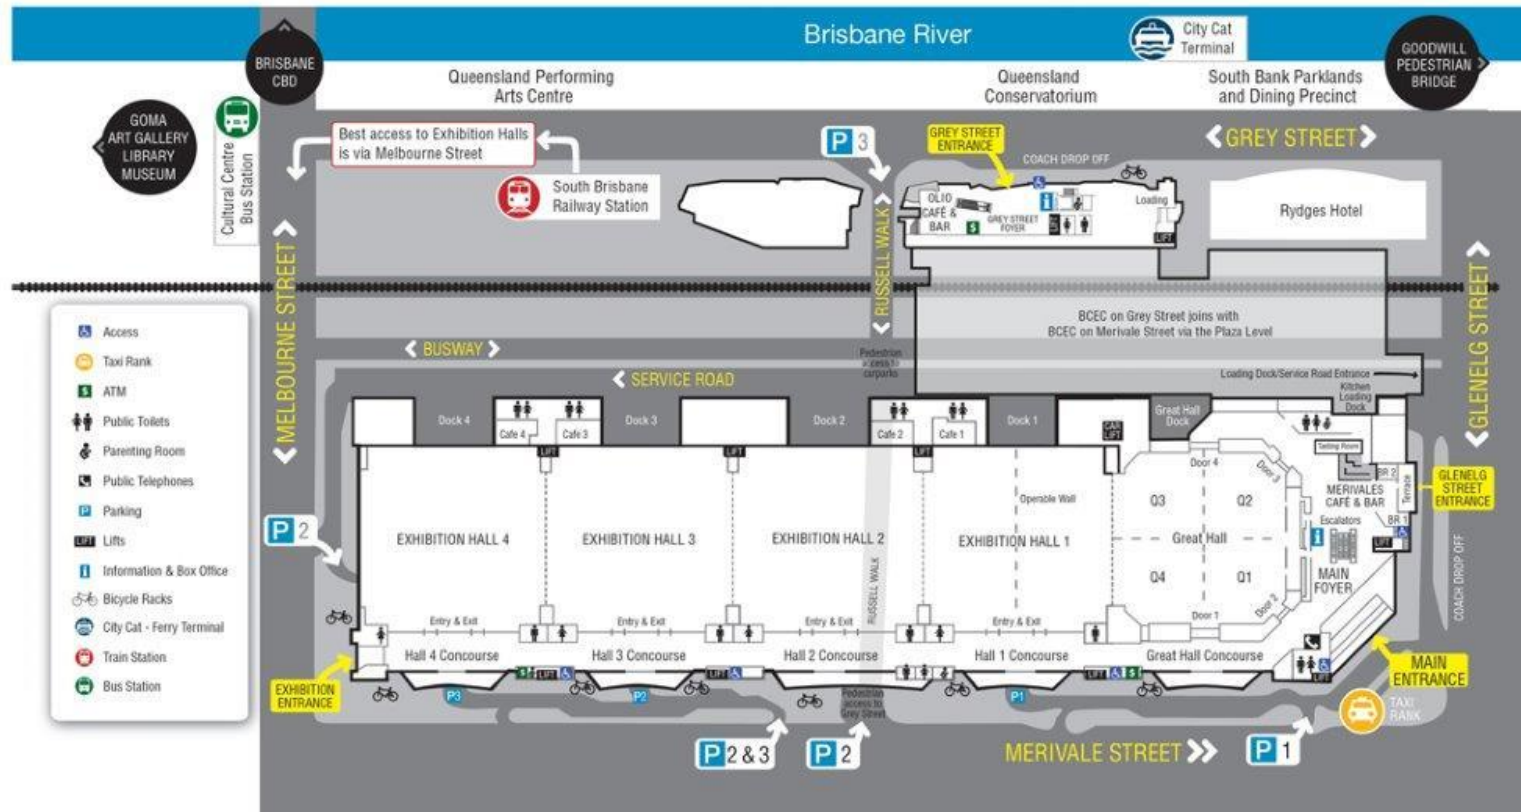 Brisbane River
City Cat
Terminal
BRISBANE
CBD
GOODWILL
PEDESTRIAN
BRIDGE
Queensland Performing
Arts Centre
Queensland
Conservatorium
South Bank Parklands
and Dining Precinct
GOMA
ART GALLERY
LIBRARY
MUSEUM
Cultural Centre
Bus Station
Best access to Exhibition Halls
is via Melbourne Street
South Brisbane
Railway Station
P 3
GREY STREET
ENTRANCE
GREY STREET
COACH DROP OFF
OLIO
CAFÉ &
BAR
$
GREY STREET
FOYER
i
LIFT
Loading
LIFT
Rydges Hotel
RUSSELL WALK
MELBOURNE STREET
GLENELG STREET
BCEC on Grey Street joins with
BCEC on Merivale Street via the Plaza Level
BUSWAY
Pedestrian
access to
carparks
SERVICE ROAD
Loading Dock/Service Road Entrance
Kitchen
Loading
Dock
Access
Taxi Rank
$ ATM
Public Toilets
Parenting Room
Public Telephones
P Parking
LIFT Lifts
i Information & Box Office
Bicycle Racks
City Cat - Ferry Terminal
Train Station
Bus Station
Dock 4
Cafe 4
Cafe 3
Dock 3
Dock 2
Cafe 2
Cafe 1
Dock 1
CAR
LIFT
Great Hall
Dock
LIFT
LIFT
LIFT
Door 4
Door 3
Tasting Room
BR 2
Terrace
MERIVALES
CAFÉ & BAR
BR 1
GLENELG
STREET
ENTRANCE
Operable Wall
Q3
Q2
Escalators
P 2
EXHIBITION HALL 4
EXHIBITION HALL 3
EXHIBITION HALL 2
EXHIBITION HALL 1
Great Hall
i
LIFT
RUSSELL WALK
Q4
Q1
MAIN
FOYER
COACH DROP OFF
Door 1
Door 2
Entry & Exit
Entry & Exit
Entry & Exit
Entry & Exit
Hall 4 Concourse
Hall 3 Concourse
Hall 2 Concourse
Hall 1 Concourse
Great Hall Concourse
$ LIFT
LIFT
LIFT
$
LIFT
MAIN
ENTRANCE
EXHIBITION
ENTRANCE
P3
P2
Pedestrian
access to
Grey Street
P1
TAXI
RANK
P 2 & 3
P 2
MERIVALE STREET
P 1